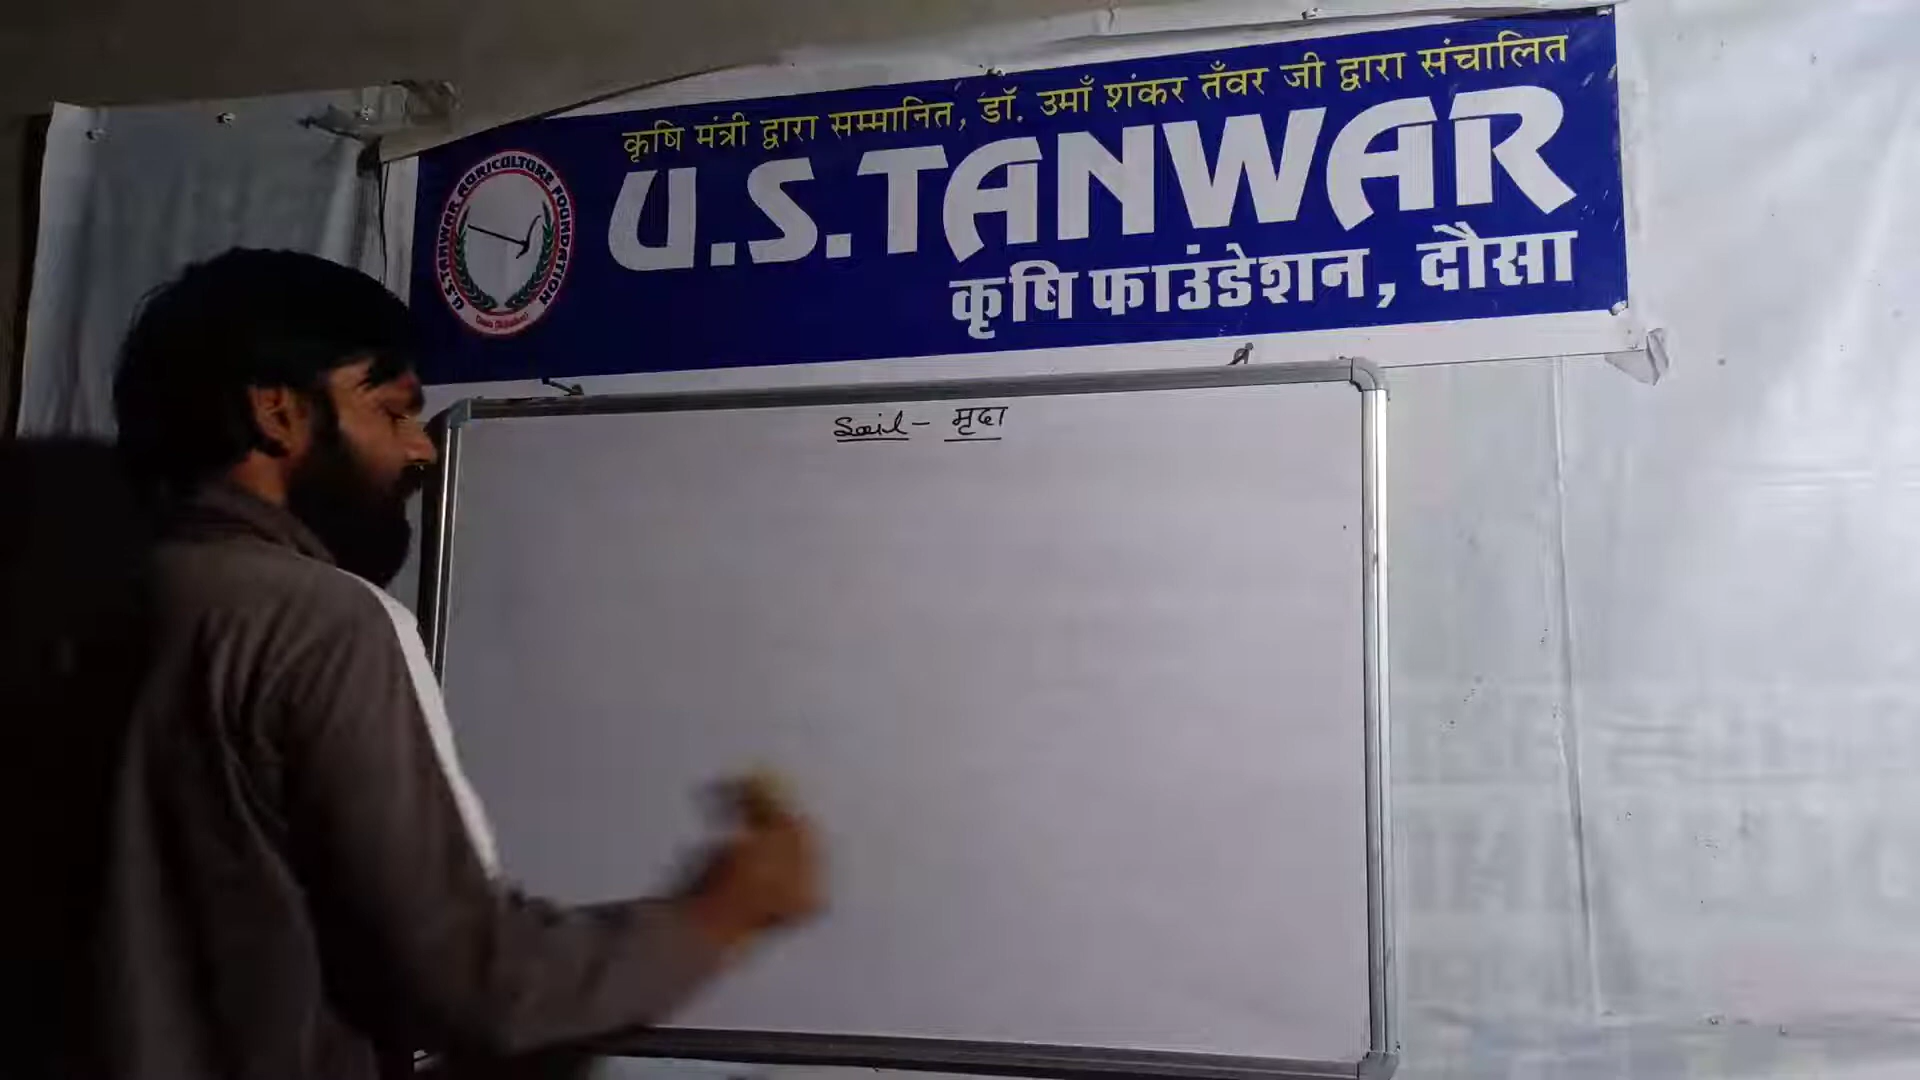 कृषि मंत्री द्वारा सम्मानित, डॉ. उमाँ शंकर तँवर जी द्वारा संचालित
U.S.TANWAR
कृषि फाउंडेशन, दौसा
U.S.TANWAR AGRICULTURE FOUNDATION
Soil - मृदा